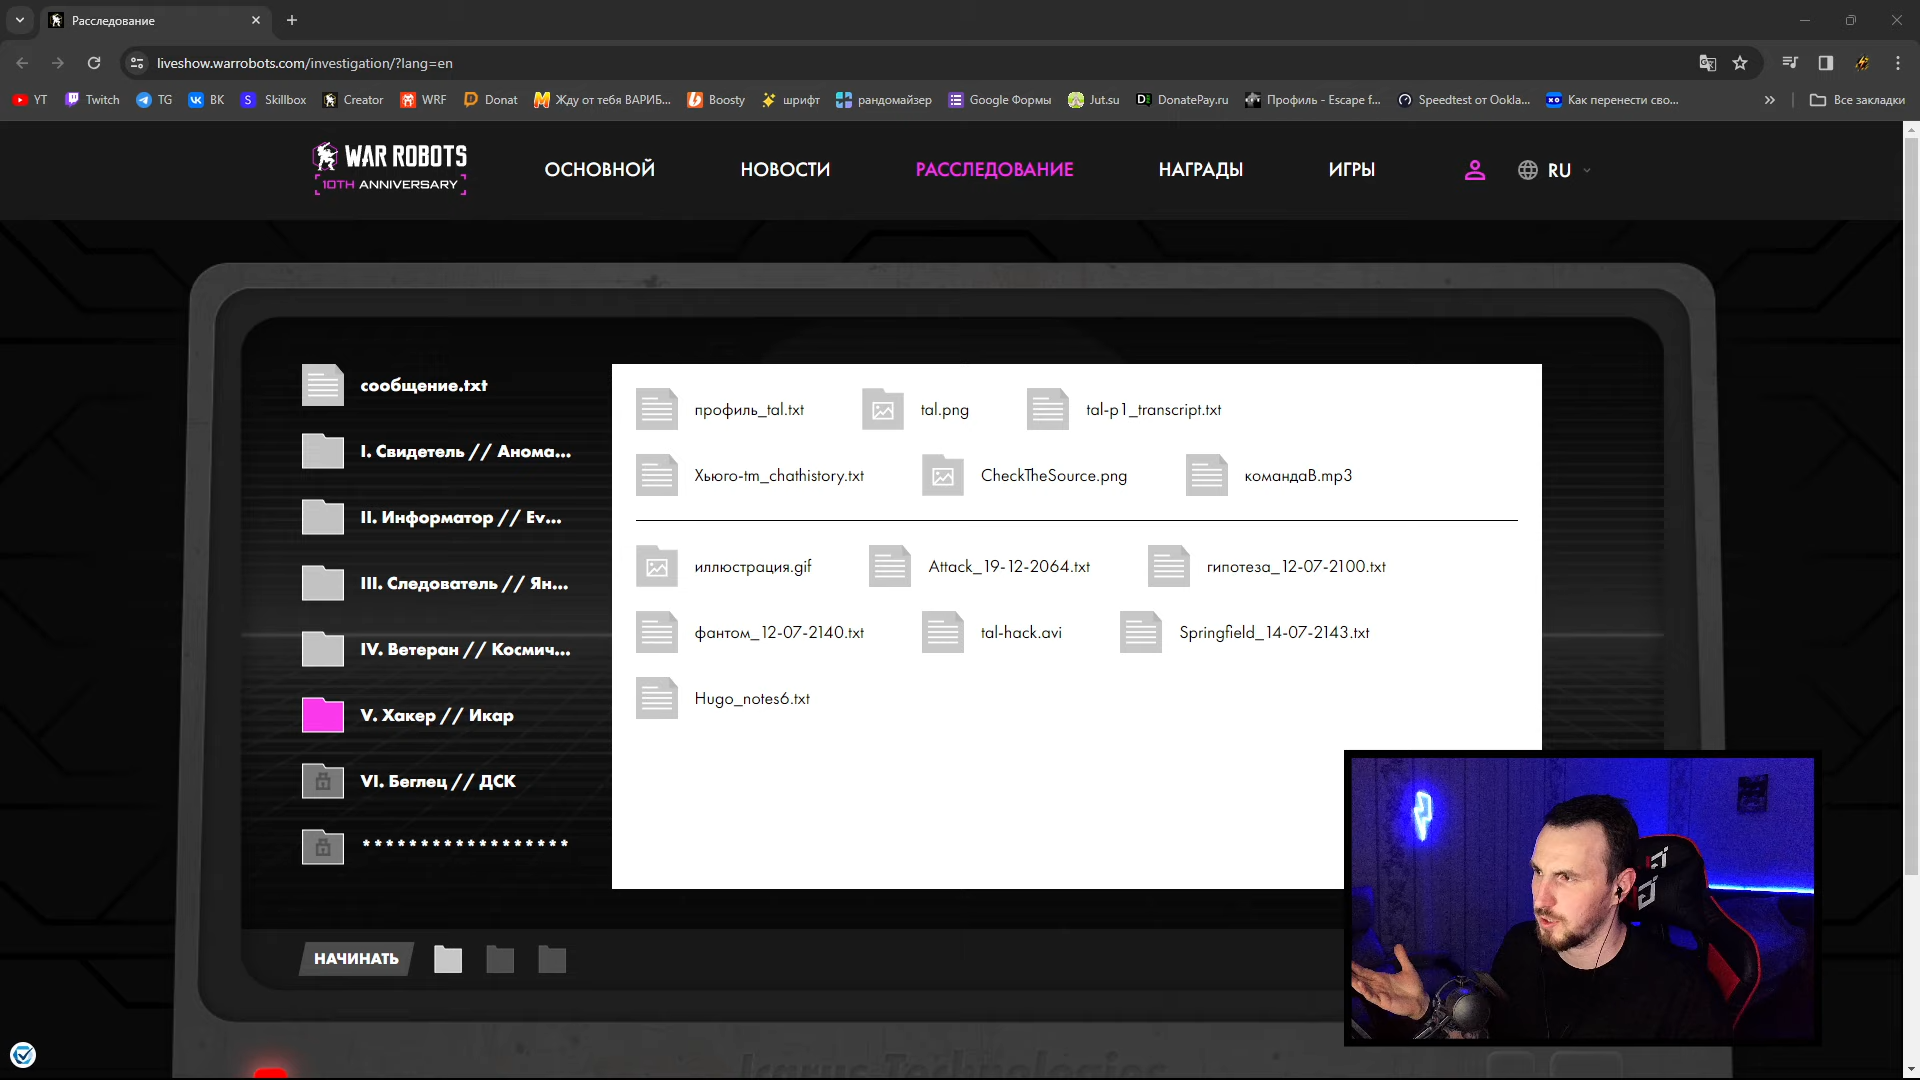 Расследование
liveshow.warrobots.com/investigation/?lang=en
YT Twitch TG ВК Skillbox Creator WRF Donat Жду от тебя ВАРИБ... Boosty шрифт рандомайзер Google Формы Jut.su DonatePay.ru Профиль - Escape f... Speedtest от Ookla... Как перенести сво... Все закладки
WAR ROBOTS
10TH ANNIVERSARY
ОСНОВНОЙ НОВОСТИ РАССЛЕДОВАНИЕ НАГРАДЫ ИГРЫ RU
сообщение.txt
I. Свидетель // Анома...
II. Информатор // Ev...
III. Следователь // Ян...
IV. Ветеран // Космич...
V. Хакер // Икар
VI. Беглец // ДСК
******************
профиль_tal.txt tal.png tal-p1_transcript.txt
Хьюго-tm_chathistory.txt CheckTheSource.png командаB.mp3
иллюстрация.gif Attack_19-12-2064.txt гипотеза_12-07-2100.txt
фантом_12-07-2140.txt tal-hack.avi Springfield_14-07-2143.txt
Hugo_notes6.txt
НАЧИНАТЬ
Icarus Technologies